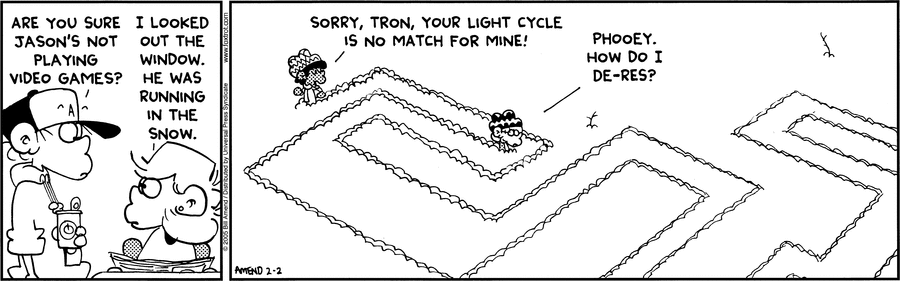 ARE YOU SURE
JASON'S NOT
PLAYING
VIDEO GAMES?
I LOOKED
OUT THE
WINDOW.
HE WAS
RUNNING
IN THE
SNOW.
A
www.foxtrot.com
© 2005 Bill Amend / Distributed by Universal Press Syndicate
SORRY, TRON, YOUR LIGHT CYCLE
IS NO MATCH FOR MINE!
PHOOEY.
HOW DO I
DE-RES?
AMEND 2-2